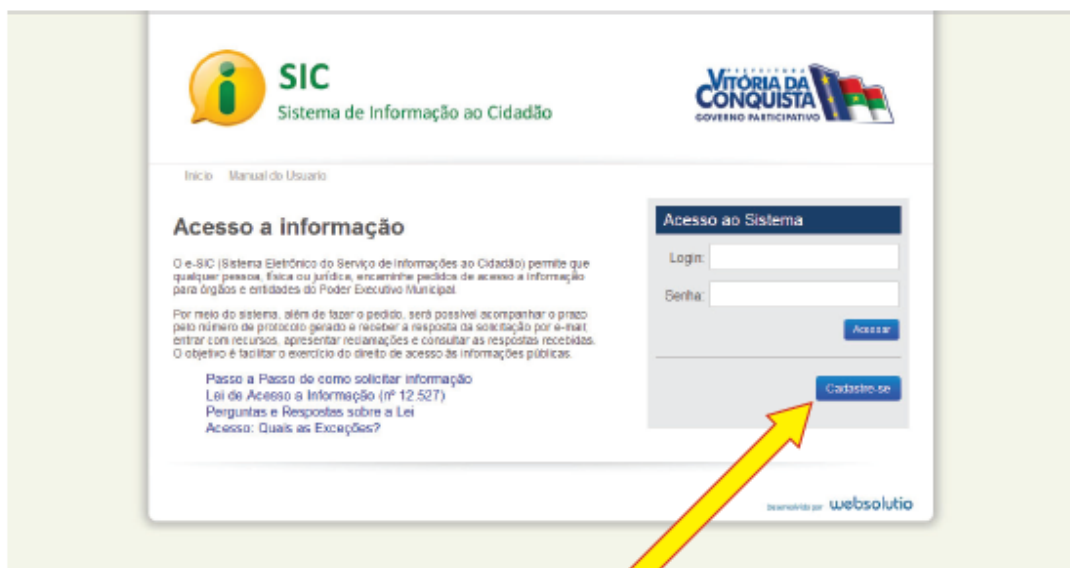 SIC
Sistema de Informação ao Cidadão
PREFEITURA
VITÓRIA DA
CONQUISTA
GOVERNO PARTICIPATIVO
Inicio Manual do Usuario
Acesso a informação
O e-SIC (Sistema Eletrônico do Serviço de Informações ao Cidadão) permite que
qualquer pessoa, física ou jurídica, encaminhe pedidos de acesso a informação
para órgãos e entidades do Poder Executivo Municipal.
Por meio do sistema, além de fazer o pedido, será possível acompanhar o prazo
pelo número de protocolo gerado e receber a resposta da solicitação por e-mail,
entrar com recursos, apresentar reclamações e consultar as respostas recebidas.
O objetivo é facilitar o exercício do direito de acesso às informações públicas.
Passo a Passo de como solicitar informação
Lei de Acesso a Informação (nº 12.527)
Perguntas e Respostas sobre a Lei
Acesso: Quais as Exceções?
Acesso ao Sistema
Login:
Senha:
Acessar
Cadastre-se
Desenvolvido por websolutio